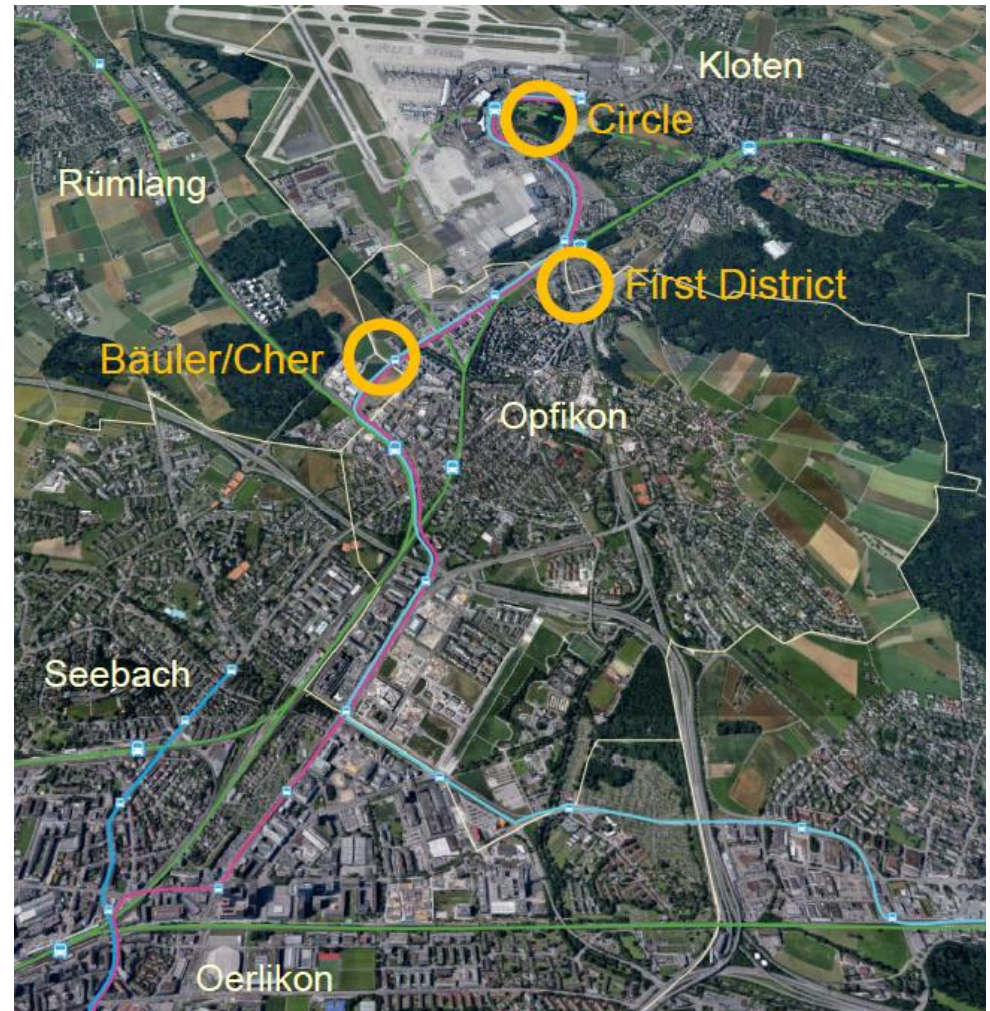 Kloten
Circle
Rümlang
First District
Bäuler/Cher
Opfikon
Seebach
Oerlikon